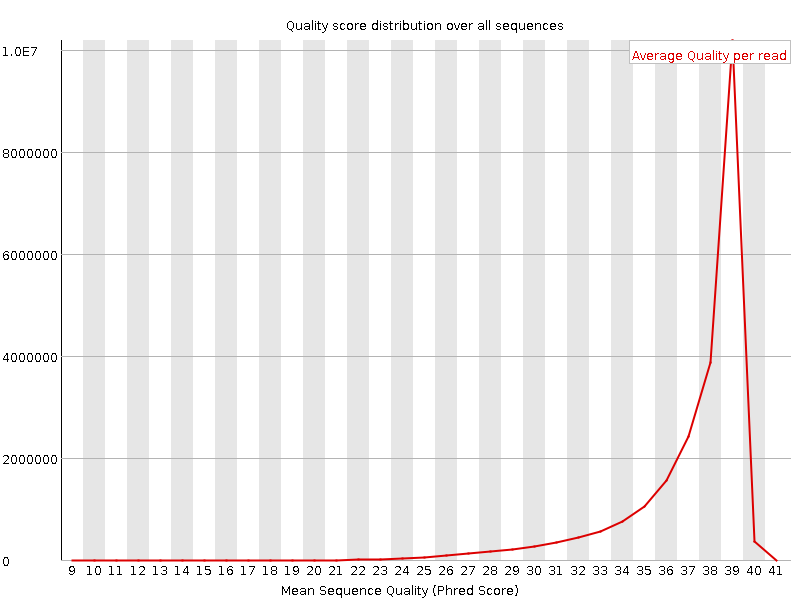 Quality score distribution over all sequences
1.0E7
Average Quality per read
8000000
6000000
4000000
2000000
0
9 10 11 12 13 14 15 16 17 18 19 20 21 22 23 24 25 26 27 28 29 30 31 32 33 34 35 36 37 38 39 40 41
Mean Sequence Quality (Phred Score)